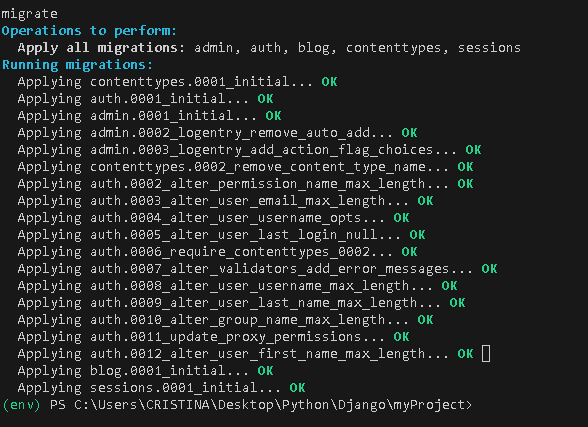 migrate
Operations to perform:
  Apply all migrations: admin, auth, blog, contenttypes, sessions
Running migrations:
  Applying contenttypes.0001_initial... OK
  Applying auth.0001_initial... OK
  Applying admin.0001_initial... OK
  Applying admin.0002_logentry_remove_auto_add... OK
  Applying admin.0003_logentry_add_action_flag_choices... OK
  Applying contenttypes.0002_remove_content_type_name... OK
  Applying auth.0002_alter_permission_name_max_length... OK
  Applying auth.0003_alter_user_email_max_length... OK
  Applying auth.0004_alter_user_username_opts... OK
  Applying auth.0005_alter_user_last_login_null... OK
  Applying auth.0006_require_contenttypes_0002... OK
  Applying auth.0007_alter_validators_add_error_messages... OK
  Applying auth.0008_alter_user_username_max_length... OK
  Applying auth.0009_alter_user_last_name_max_length... OK
  Applying auth.0010_alter_group_name_max_length... OK
  Applying auth.0011_update_proxy_permissions... OK
  Applying auth.0012_alter_user_first_name_max_length... OK
  Applying blog.0001_initial... OK
  Applying sessions.0001_initial... OK
(env) PS C:\Users\CRISTINA\Desktop\Python\Django\myProject>